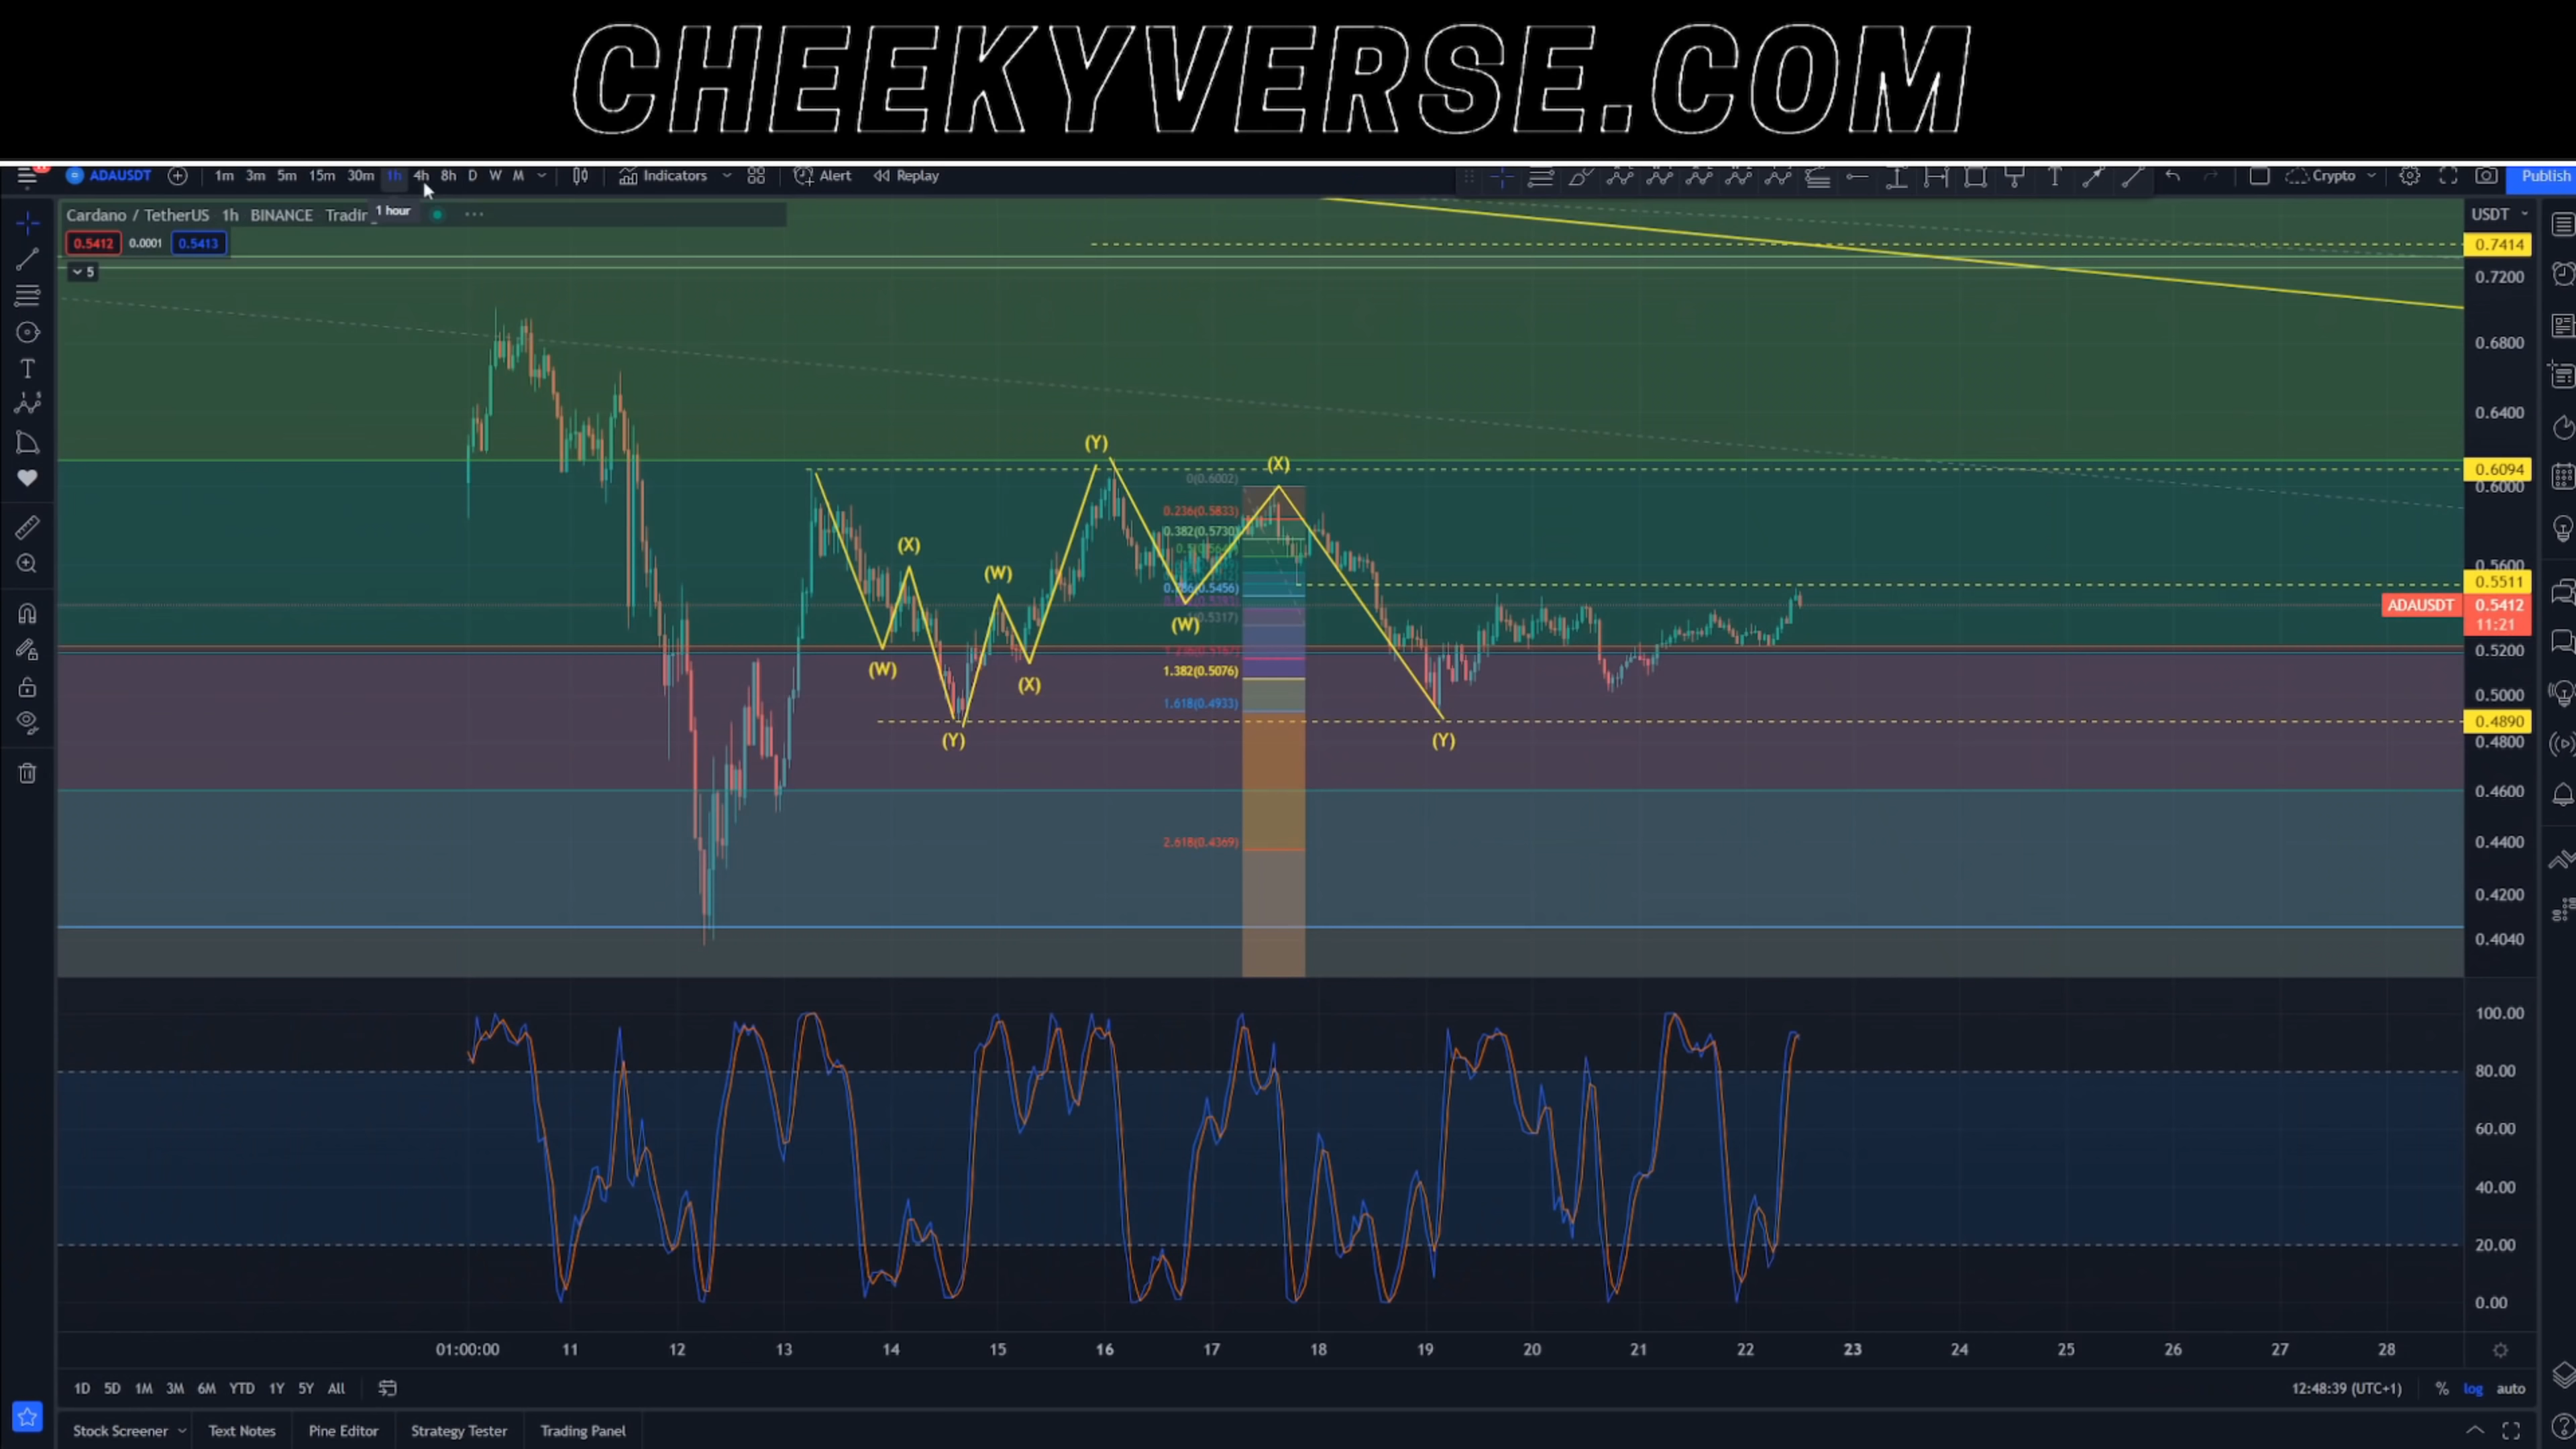 CHEEKYVERSE.COM
ADAUSDT 1m 3m 5m 15m 30m 1h 4h 8h D W M Indicators Alert Replay Crypto Publish
Cardano / TetherUS 1h BINANCE
1 hour
USDT
0.5412 0.0001 0.5413
5
0.7414
0.7200
0.6800
0.6400
(Y)
(X)
0.6094
0(0.6002)
0.6000
0.236(0.5833)
0.382(0.5730)
(X)
0.5600
(W)
0.5511
0.5412
ADAUSDT
11:21
(W)
0.5200
(W)
1.382(0.5076)
(X)
0.5000
1.618(0.4933)
0.4890
(Y)
(Y)
0.4800
0.4600
2.618(0.4369)
0.4400
0.4200
0.4040
100.00
80.00
60.00
40.00
20.00
0.00
01:00:00 11 12 13 14 15 16 17 18 19 20 21 22 23 24 25 26 27 28
1D 5D 1M 3M 6M YTD 1Y 5Y All 12:48:39 (UTC+1) % log auto
Stock Screener Text Notes Pine Editor Strategy Tester Trading Panel